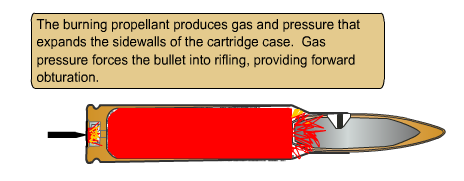 The burning propellant produces gas and pressure that
expands the sidewalls of the cartridge case.  Gas
pressure forces the bullet into rifling, providing forward
obturation.